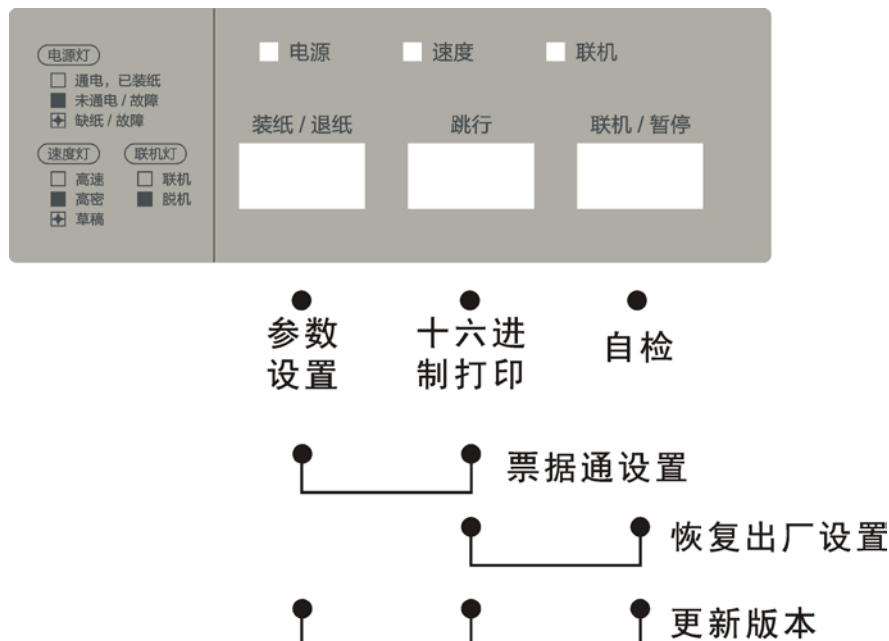 电源灯
通电，已装纸
未通电 / 故障
缺纸 / 故障
速度灯
联机灯
高速
联机
高密
脱机
草稿
电源
速度
联机
装纸 / 退纸
跳行
联机 / 暂停
参数
设置
十六进
制打印
自检
票据通设置
恢复出厂设置
更新版本